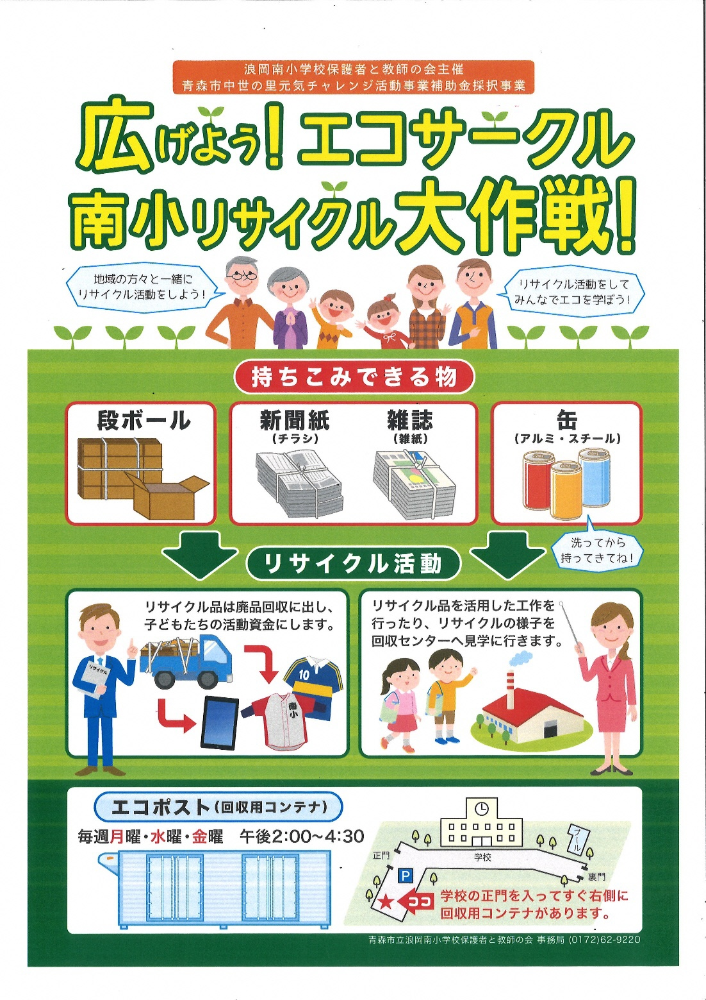 浪岡南小学校保護者と教師の会主催
青森市中世の里元気チャレンジ活動事業補助金採択事業
広げよう!エコサークル
南小リサイクル大作戦!
地域の方々と一緒に
リサイクル活動をしよう!
リサイクル活動をして
みんなでエコを学ぼう!
持ちこみできる物
段ボール
新聞紙
(チラシ)
雑誌
(雑紙)
缶
(アルミ・スチール)
洗ってから
持ってきてね!
リサイクル活動
リサイクル品は廃品回収に出し、
子どもたちの活動資金にします。
リサイクル
10
南小
リサイクル品を活用した工作を
行ったり、リサイクルの様子を
回収センターへ見学に行きます。
エコポスト(回収用コンテナ)
毎週月曜・水曜・金曜 午後2:00~4:30
プール
正門
学校
裏門
P
ココ
学校の正門を入ってすぐ右側に
回収用コンテナがあります。
青森市立浪岡南小学校保護者と教師の会 事務局 (0172)62-9220